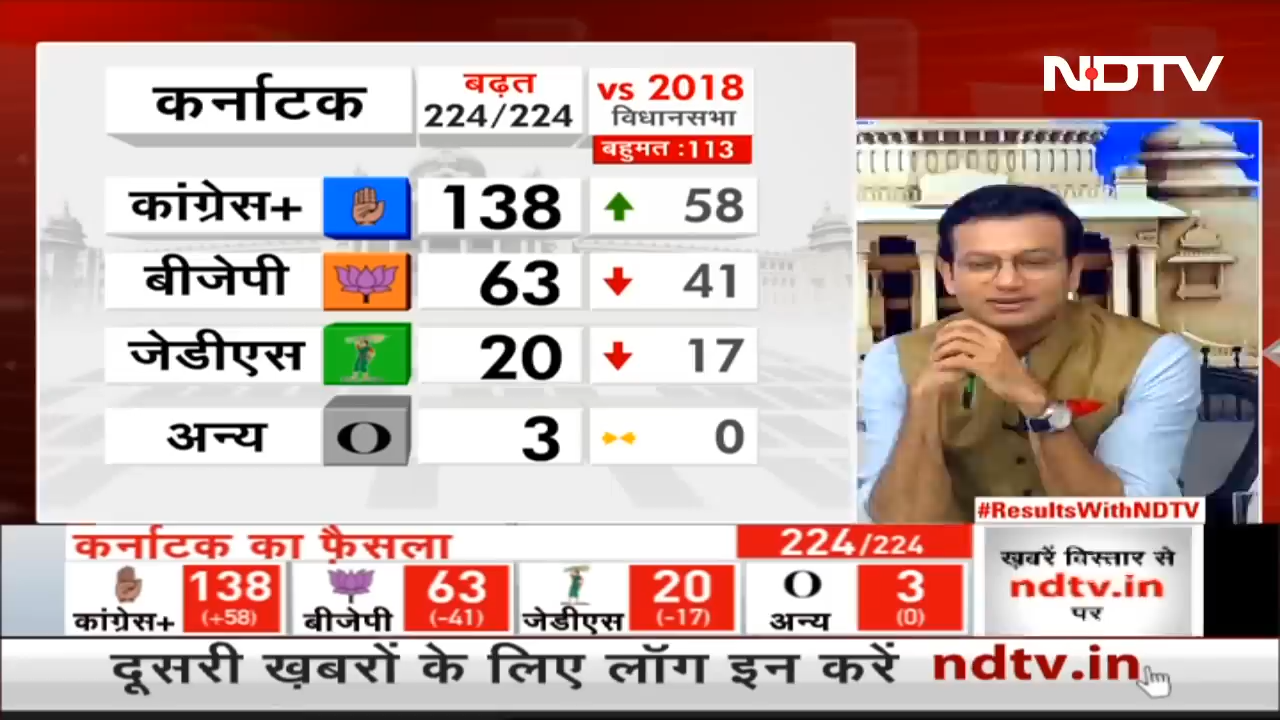 NDTV
कर्नाटक
बढ़त
224/224
vs 2018
विधानसभा
बहुमत :113
कांग्रेस+ 138 58
बीजेपी 63 41
जेडीएस 20 17
अन्य O 3 0
#ResultsWithNDTV
कर्नाटक का फ़ैसला 224/224
कांग्रेस+ 138 (+58)
बीजेपी 63 (-41)
जेडीएस 20 (-17)
O अन्य 3 (0)
ख़बरें विस्तार से
ndtv.in
पर
दूसरी ख़बरों के लिए लॉग इन करें ndtv.in